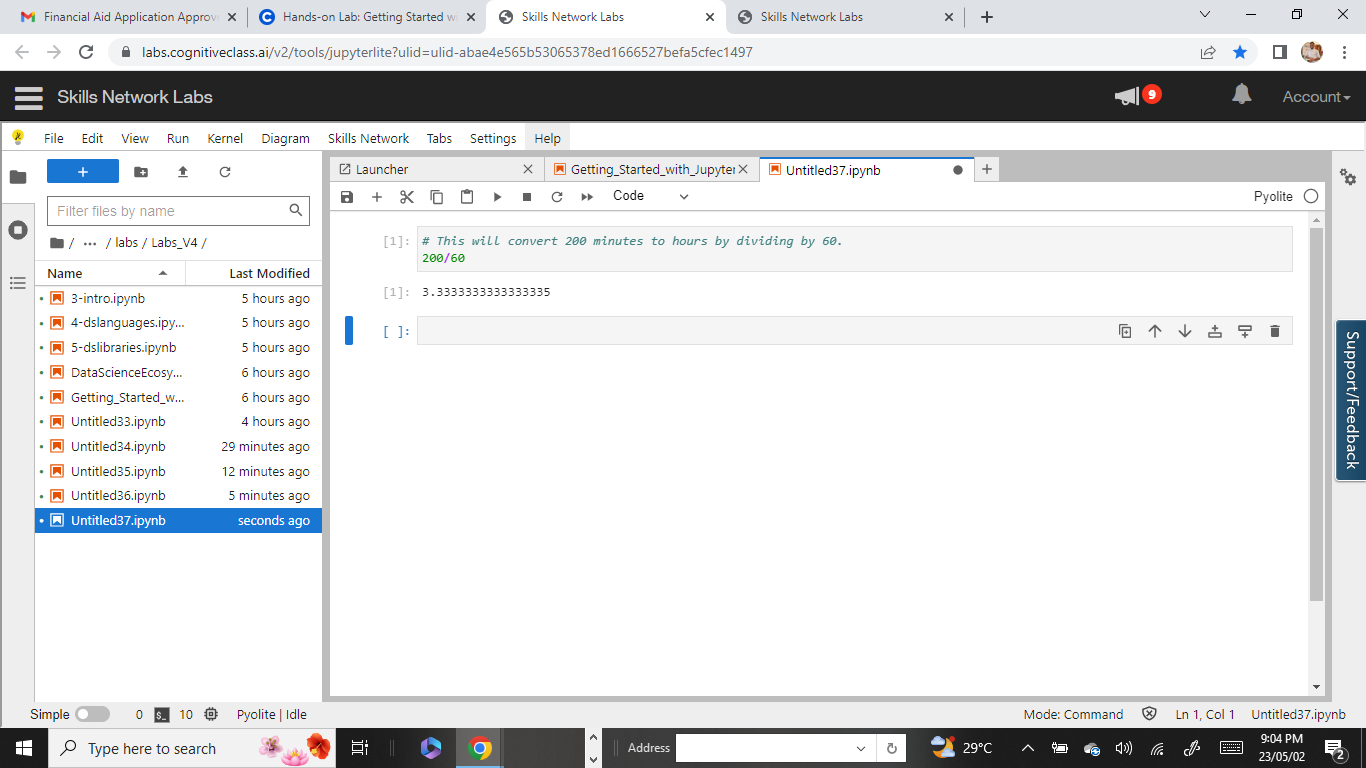 Financial Aid Application Approv
Hands-on Lab: Getting Started wi
Skills Network Labs
Skills Network Labs
labs.cognitiveclass.ai/v2/tools/jupyterlite?ulid=ulid-abae4e565b53065378ed1666527befa5cfec1497
Skills Network Labs
9
Account
File Edit View Run Kernel Diagram Skills Network Tabs Settings Help
+
Launcher
Getting_Started_with_Jupyter
Untitled37.ipynb
Filter files by name
Code
Pyolite
/ ··· / labs / Labs_V4 /
Name Last Modified
3-intro.ipynb 5 hours ago
4-dslanguages.ipy... 5 hours ago
5-dslibraries.ipynb 5 hours ago
DataScienceEcosy... 6 hours ago
Getting_Started_w... 6 hours ago
Untitled33.ipynb 4 hours ago
Untitled34.ipynb 29 minutes ago
Untitled35.ipynb 12 minutes ago
Untitled36.ipynb 5 minutes ago
Untitled37.ipynb seconds ago
[1]: # This will convert 200 minutes to hours by dividing by 60.
200/60
[1]: 3.3333333333333335
[ ]:
Support/Feedback
Simple 0 $_ 10 Pyolite | Idle Mode: Command Ln 1, Col 1 Untitled37.ipynb
Type here to search
Address
29°C
9:04 PM
23/05/02
2